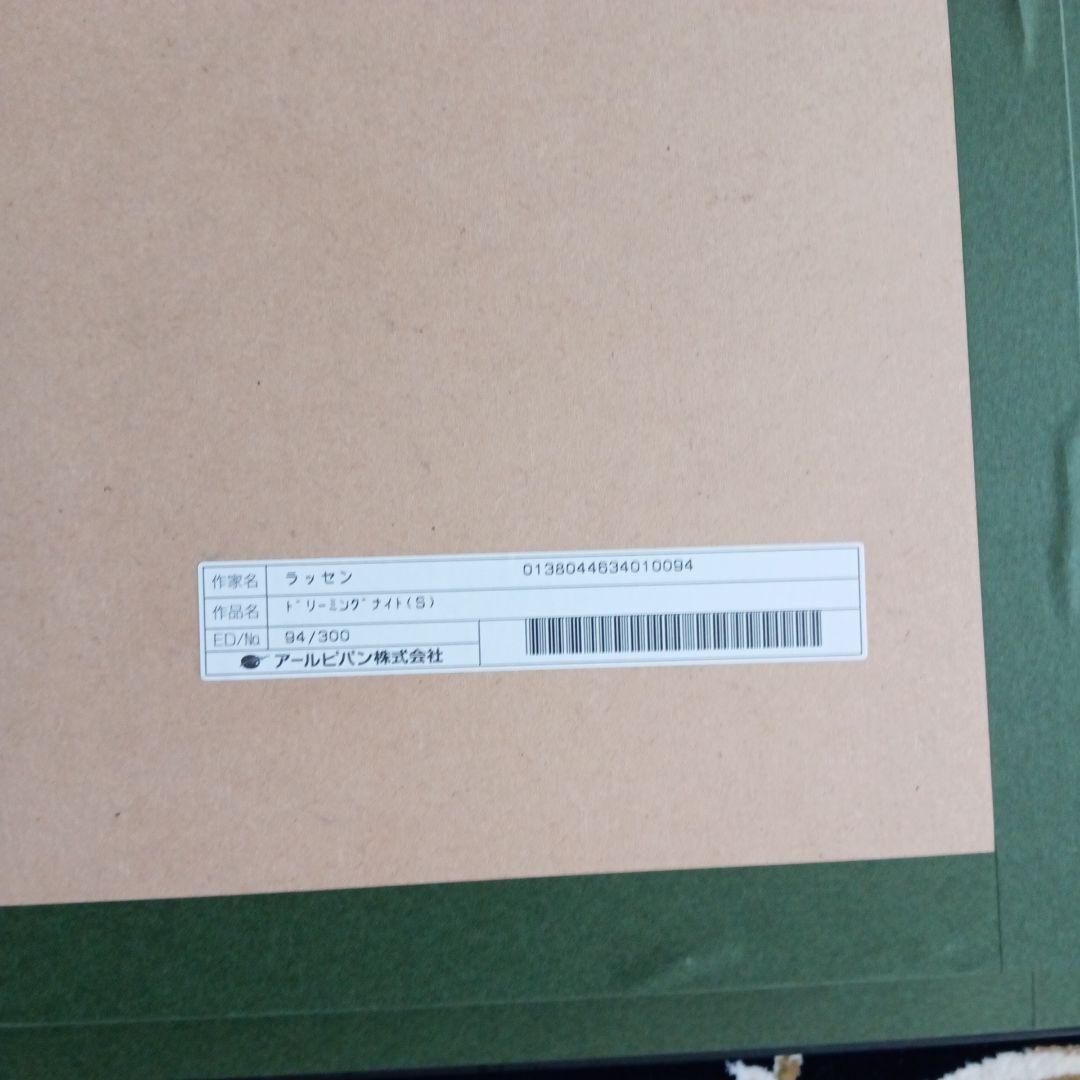 作家名 ラッセン 0138044634010094
作品名 ﾄﾞﾘｰﾐﾝｸﾞﾅｲﾄ(S)
ED/No. 94/300
アールビバン株式会社